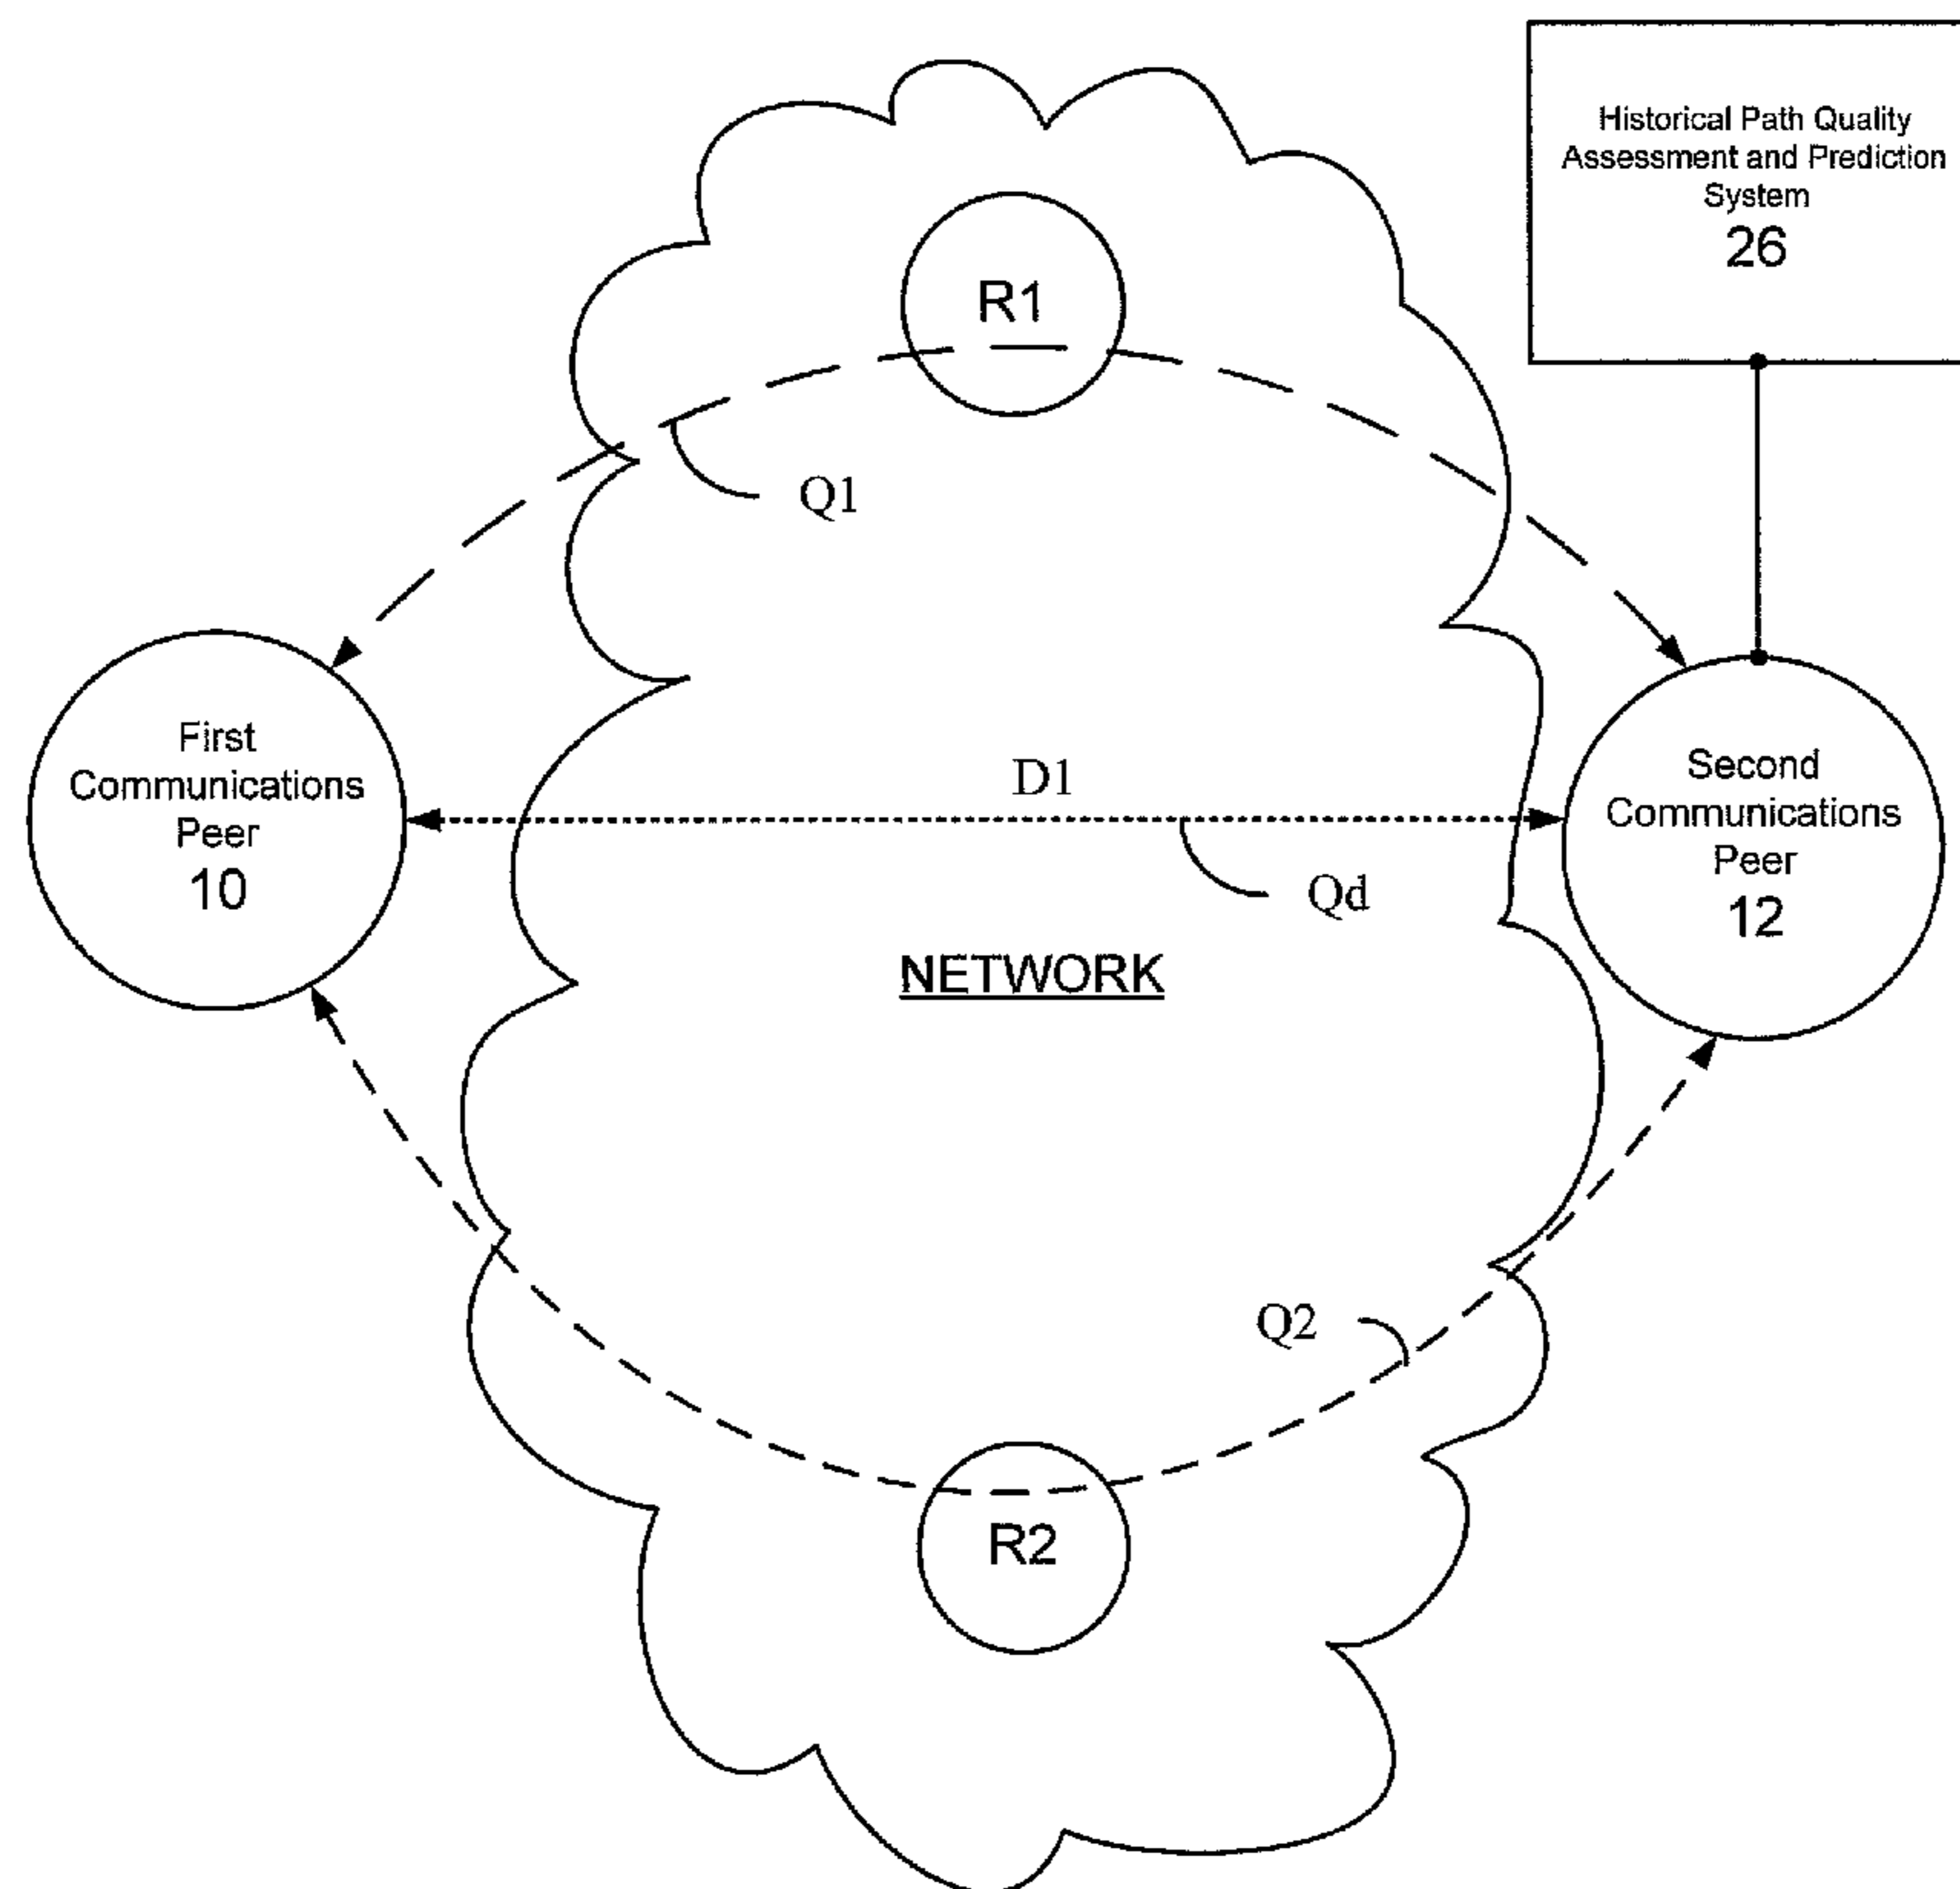 Historical Path Quality
Assessment and Prediction
System
26
R1
Q1
First
Communications
Peer
10
D1
Second
Communications
Peer
12
Qd
NETWORK
Q2
R2